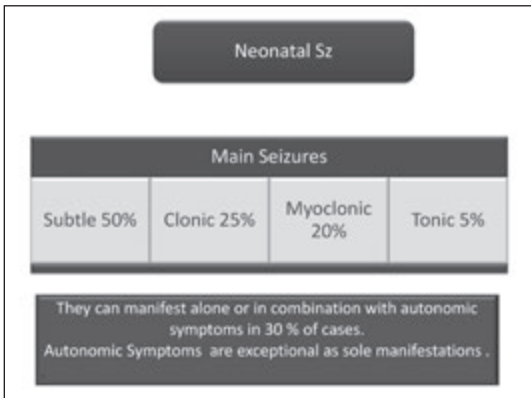 Neonatal Sz
Main Seizures
Subtle 50%
Clonic 25%
Myoclonic
20%
Tonic 5%
They can manifest alone or in combination with autonomic
symptoms in 30 % of cases.
Autonomic Symptoms are exceptional as sole manifestations .